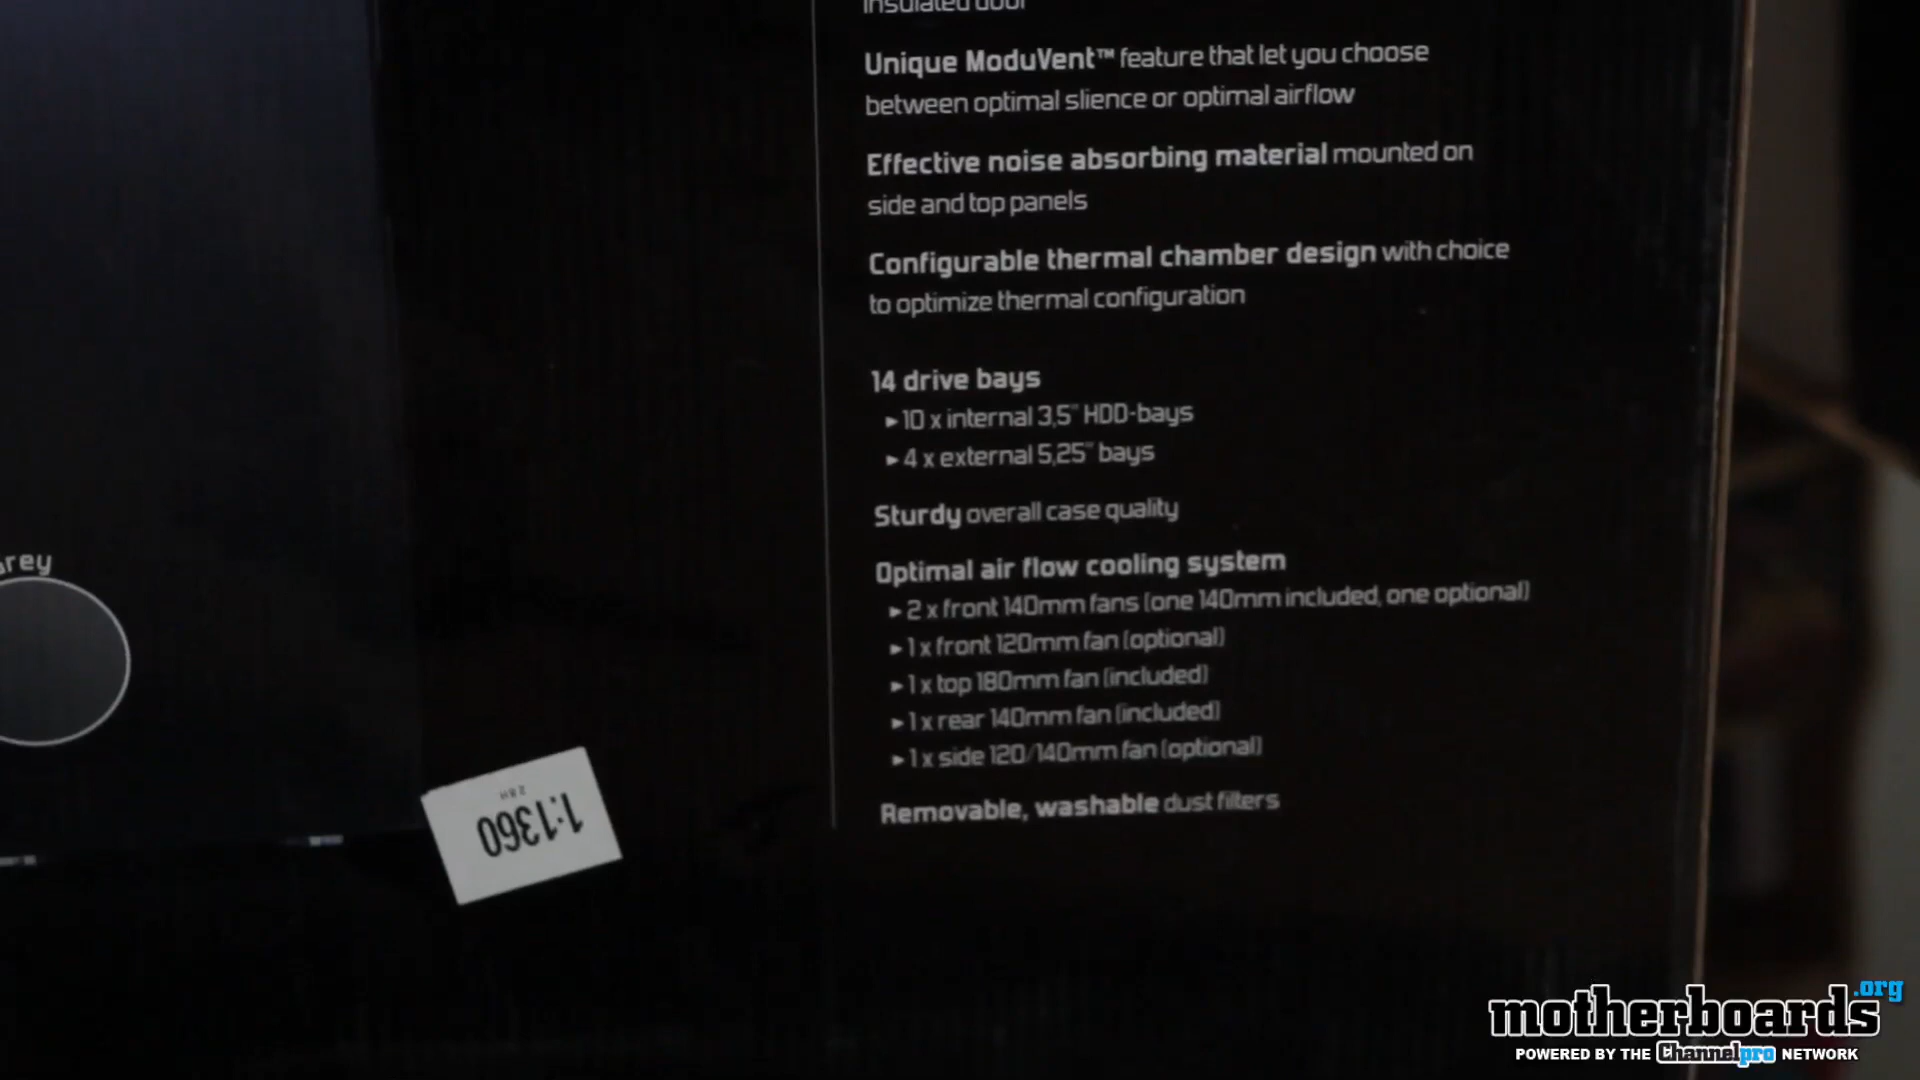 insulated door
Unique ModuVent™ feature that let you choose
between optimal slience or optimal airflow
Effective noise absorbing material mounted on
side and top panels
Configurable thermal chamber design with choice
to optimize thermal configuration
14 drive bays
▸10 x internal 3,5" HDD-bays
▸4 x external 5,25" bays
Sturdy overall case quality
Optimal air flow cooling system
▸2 x front 140mm fans (one 140mm included, one optional)
▸1 x front 120mm fan (optional)
▸1 x top 180mm fan (included)
▸1 x rear 140mm fan (included)
▸1 x side 120/140mm fan (optional)
Removable, washable dust filters
1:1360
motherboards.org
POWERED BY THE Channelpro NETWORK